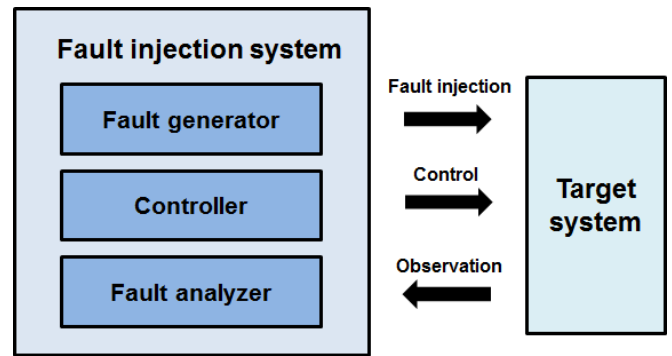 Fault injection system
Fault generator
Controller
Fault analyzer
Fault injection
Control
Observation
Target
system